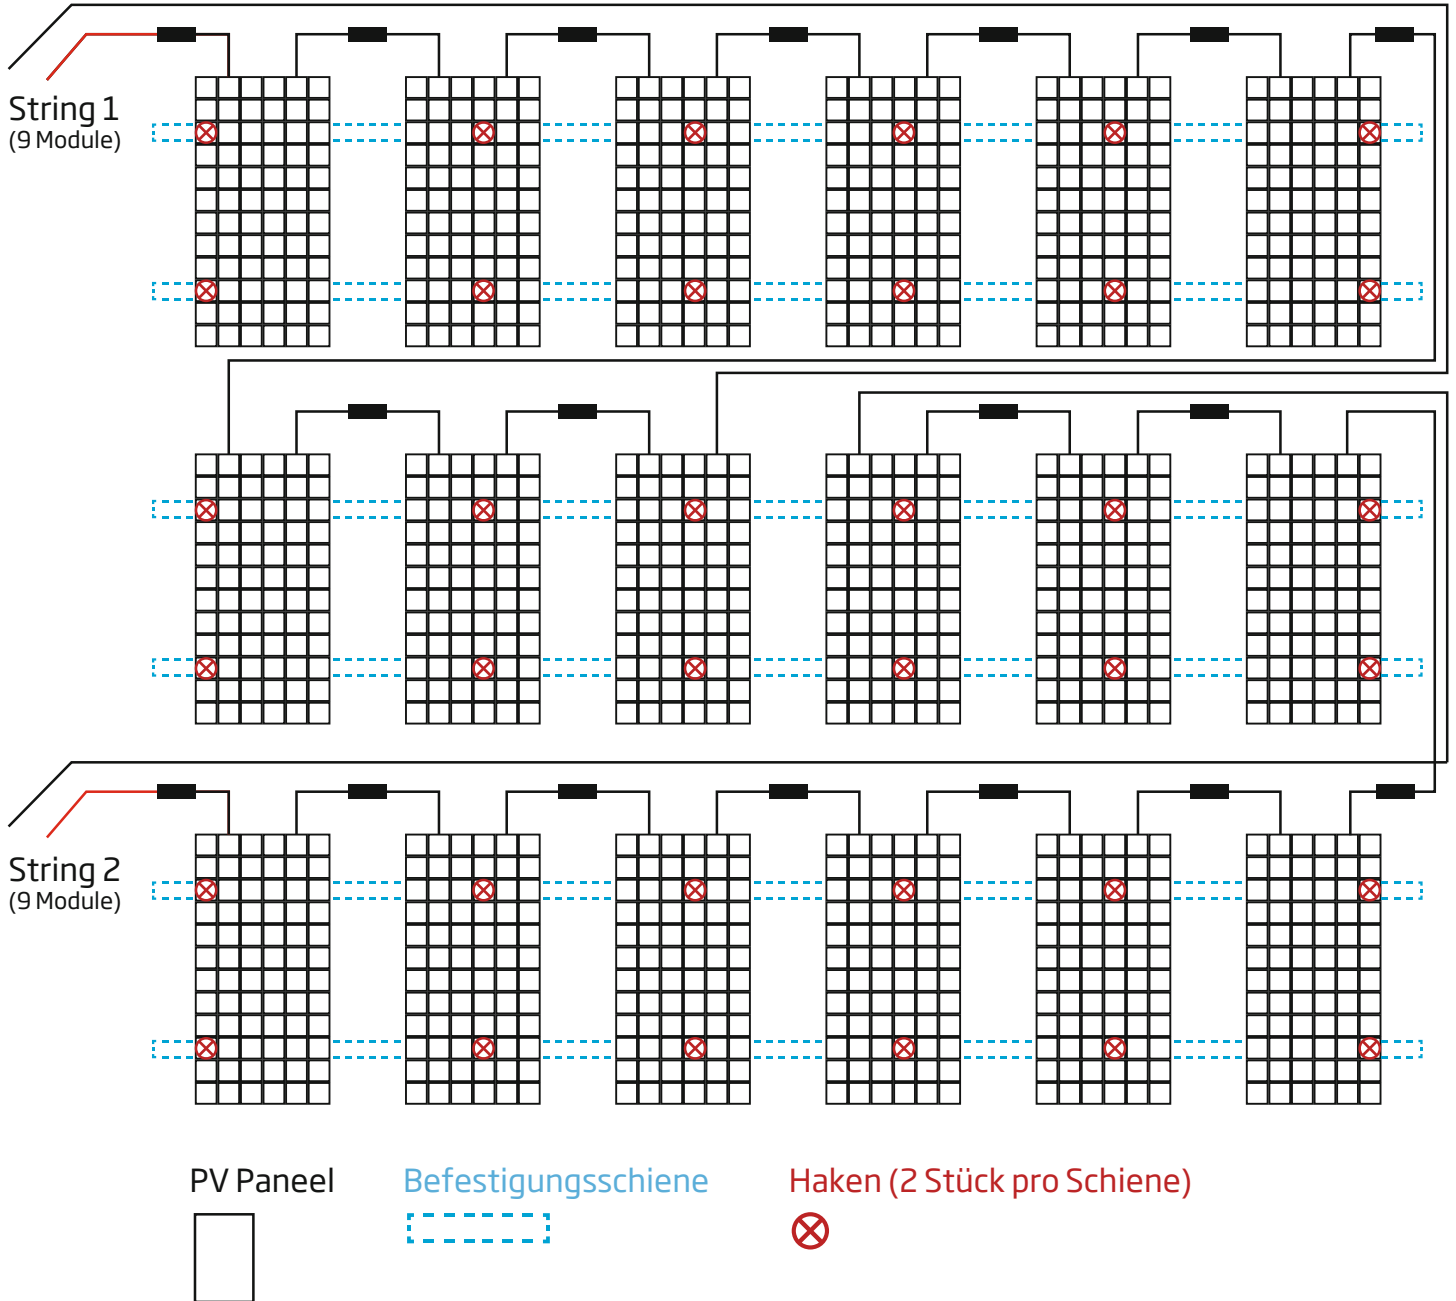 String 1
(9 Module)
String 2
(9 Module)
PV Paneel
Befestigungsschiene
Haken (2 Stück pro Schiene)